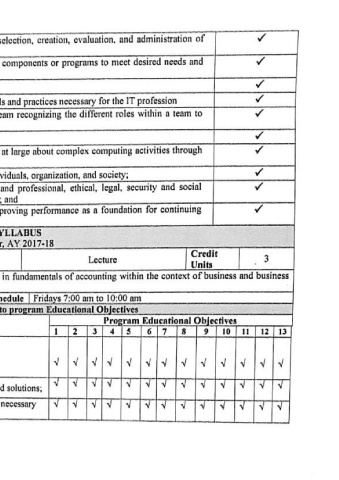 selection, creation, evaluation, and administration of ✓
components or programs to meet desired needs and ✓
✓
ls and practices necessary for the IT profession ✓
eam recognizing the different roles within a team to ✓
✓
at large about complex computing activities through ✓
viduals, organization, and society; ✓
and professional, ethical, legal, security and social ✓
; and
proving performance as a foundation for continuing ✓
YLLABUS
r, AY 2017-18
Lecture Credit Units 3
in fundamentals of accounting within the context of business and business
hedule Fridays 7:00 am to 10:00 am
to program Educational Objectives
Program Educational Objectives
1 2 3 4 5 6 7 8 9 10 11 12 13
√ √ √ √ √ √ √ √ √ √ √ √ √
d solutions; √ √ √ √ √ √ √ √ √ √ √ √ √
necessary √ √ √ √ √ √ √ √ √ √ √ √ √